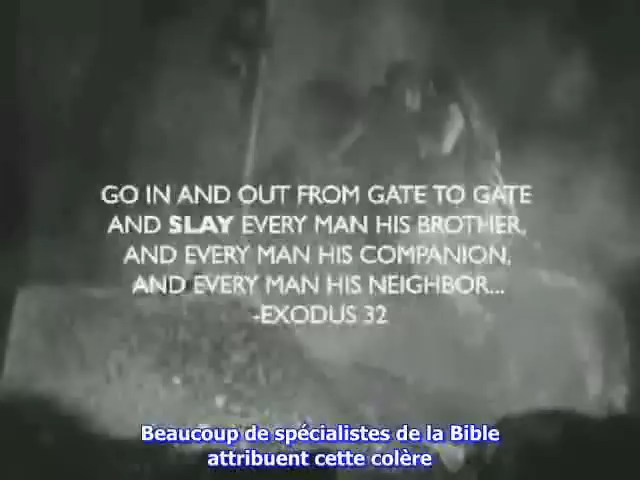 GO IN AND OUT FROM GATE TO GATE
AND SLAY EVERY MAN HIS BROTHER,
AND EVERY MAN HIS COMPANION,
AND EVERY MAN HIS NEIGHBOR...
-EXODUS 32
Beaucoup de spécialistes de la Bible
attribuent cette colère